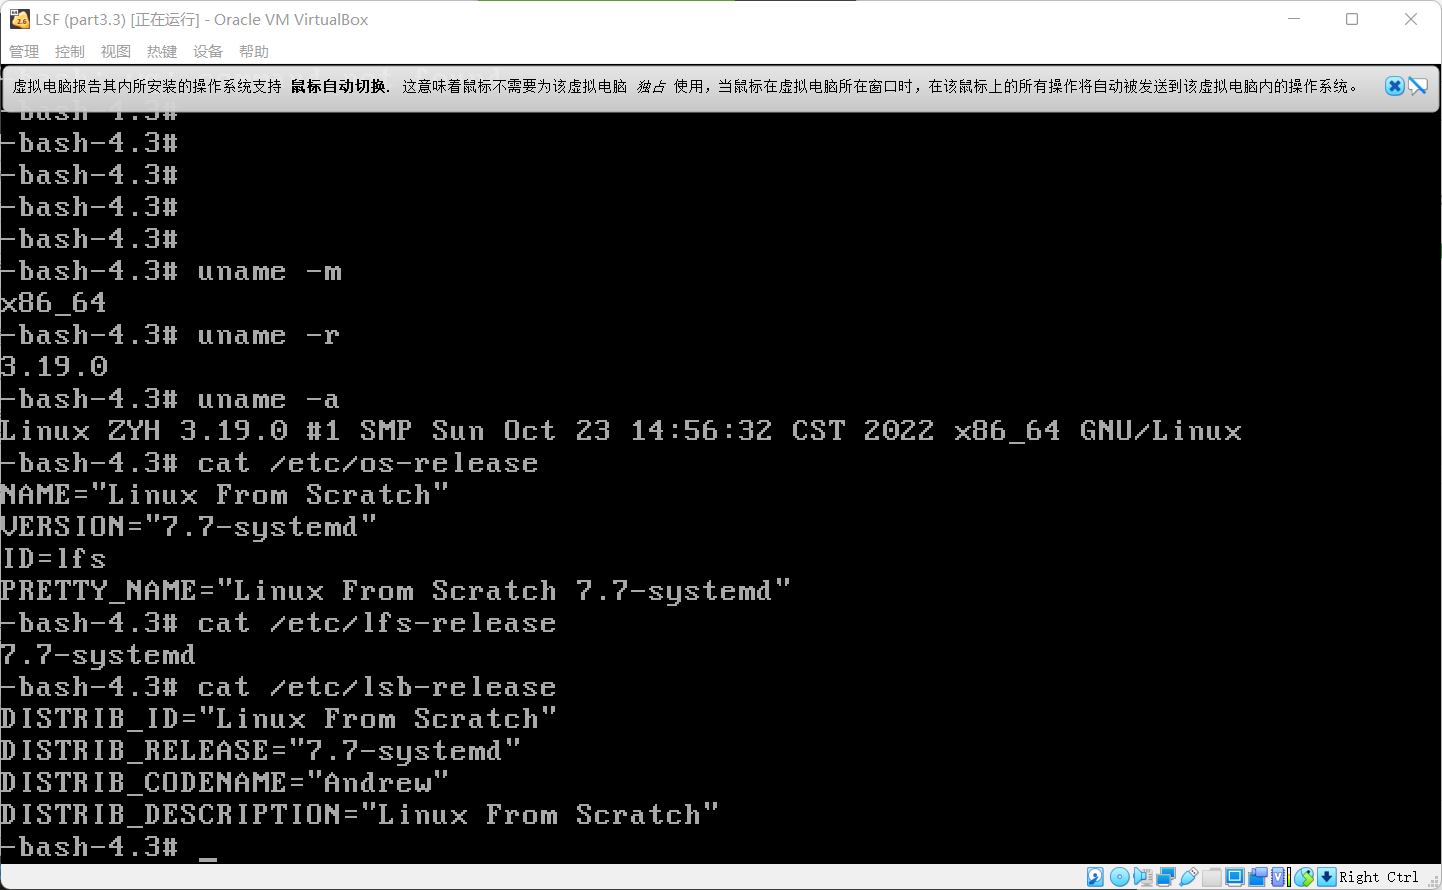 LSF (part3.3) [正在运行] - Oracle VM VirtualBox
管理 控制 视图 热键 设备 帮助
虚拟电脑报告其内所安装的操作系统支持 鼠标自动切换. 这意味着鼠标不需要为该虚拟电脑 独占 使用，当鼠标在虚拟电脑所在窗口时，在该鼠标上的所有操作将自动被发送到该虚拟电脑内的操作系统。
-bash-4.3#
-bash-4.3#
-bash-4.3#
-bash-4.3#
-bash-4.3#
-bash-4.3# uname -m
x86_64
-bash-4.3# uname -r
3.19.0
-bash-4.3# uname -a
Linux ZYH 3.19.0 #1 SMP Sun Oct 23 14:56:32 CST 2022 x86_64 GNU/Linux
-bash-4.3# cat /etc/os-release
NAME="Linux From Scratch"
VERSION="7.7-systemd"
ID=lfs
PRETTY_NAME="Linux From Scratch 7.7-systemd"
-bash-4.3# cat /etc/lfs-release
7.7-systemd
-bash-4.3# cat /etc/lsb-release
DISTRIB_ID="Linux From Scratch"
DISTRIB_RELEASE="7.7-systemd"
DISTRIB_CODENAME="Andrew"
DISTRIB_DESCRIPTION="Linux From Scratch"
-bash-4.3# _
Right Ctrl